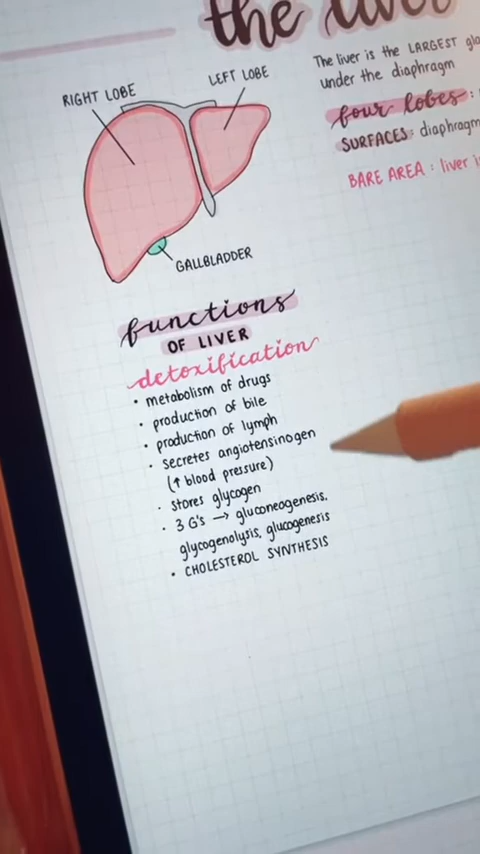 the liver
The liver is the LARGEST
under the diaphragm
four lobes:
SURFACES: diaphragm
BARE AREA : liver
RIGHT LOBE
LEFT LOBE
GALLBLADDER
functions
OF LIVER
detoxification
• metabolism of drugs
• production of bile
• production of lymph
• secretes angiotensinogen
(↑ blood pressure)
• stores glycogen
• 3 G's → gluconeogenesis,
glycogenolysis, glucogenesis
• CHOLESTEROL SYNTHESIS